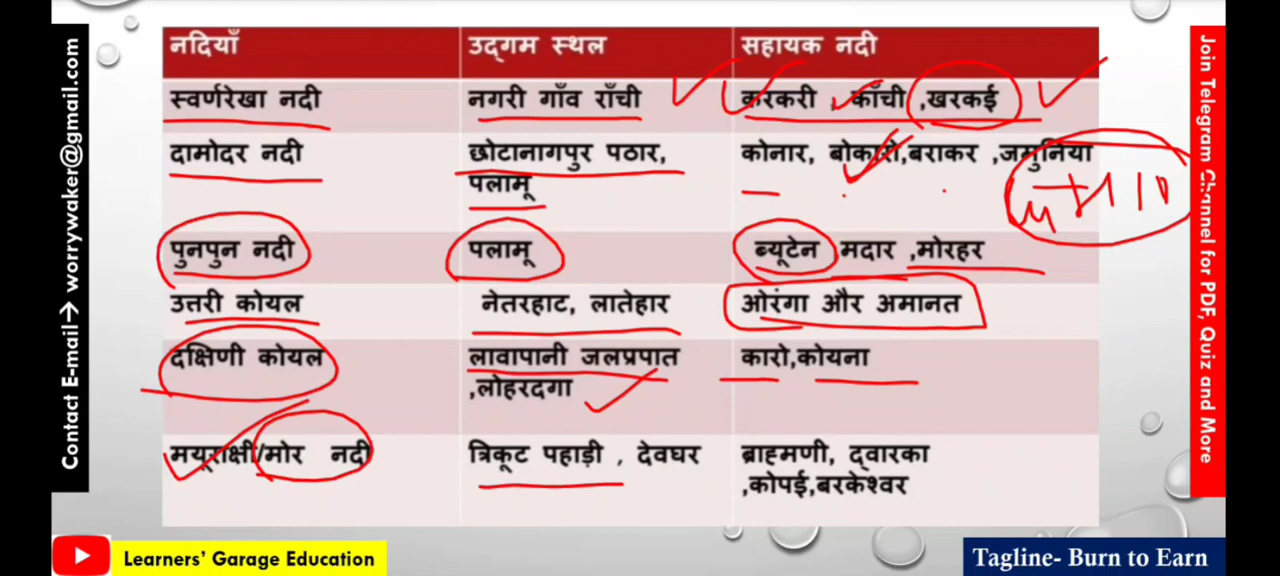 नदियाँ उद्गम स्थल सहायक नदी
स्वर्णरेखा नदी नगरी गाँव राँची करकरी , काँची ,खरकई
दामोदर नदी छोटानागपुर पठार, कोनार, बोकारो,बराकर ,जमुनिया
पलामू
पुनपुन नदी पलामू ब्यूटेन मदार ,मोरहर
उत्तरी कोयल नेतरहाट, लातेहार ओरंगा और अमानत
दक्षिणी कोयल लावापानी जलप्रपात कारो,कोयना
,लोहरदगा
मयूराक्षी/मोर नदी त्रिकूट पहाड़ी , देवघर ब्राह्मणी, द्वारका
,कोपई,बरकेश्वर
Contact E-mail→ worrywaker@gmail.com
Join Telegram Channel for PDF, Quiz and More
Learners' Garage Education
Tagline- Burn to Earn